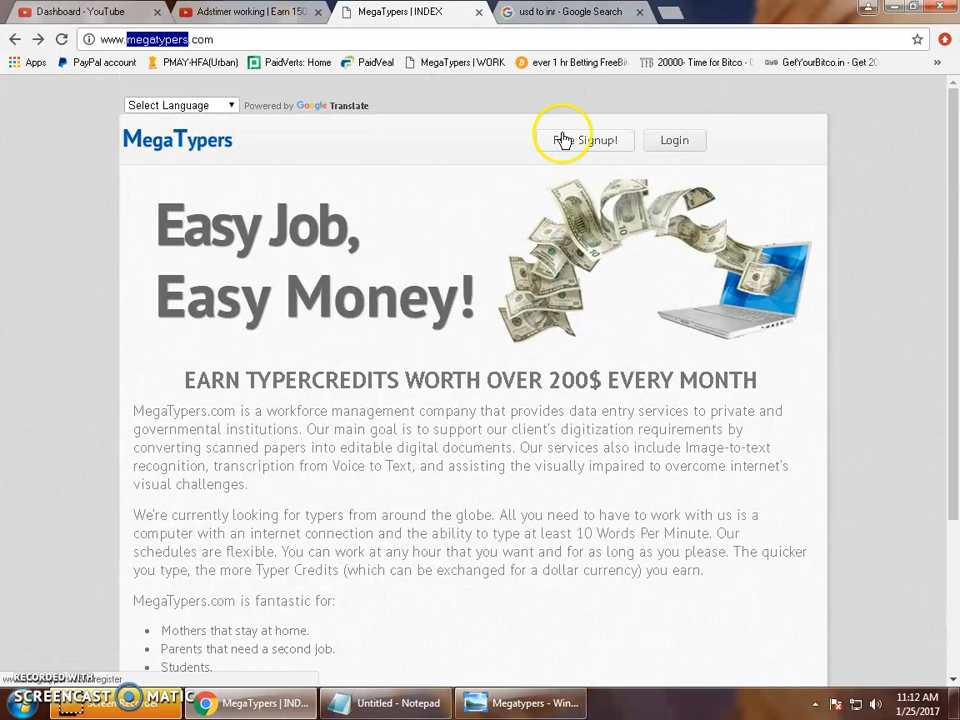 Dashboard - YouTube
Adstimer working | Earn 150
MegaTypers | INDEX
usd to inr - Google Search
www.megatypers.com
Apps
PayPal account
PMAY-HFA(Urban)
PaidVerts: Home
PaidVeal
MegaTypers | WORK
ever 1 hr Betting FreeBit
20000- Time for Bitco
GetYourBitco.in - Get 20
»
Select Language
Powered by Google Translate
MegaTypers
Signup!
Login
Easy Job,
Easy Money!
EARN TYPERCREDITS WORTH OVER 200$ EVERY MONTH
MegaTypers.com is a workforce management company that provides data entry services to private and
governmental institutions. Our main goal is to support our client's digitization requirements by
converting scanned papers into editable digital documents. Our services also include Image-to-text
recognition, transcription from Voice to Text, and assisting the visually impaired to overcome internet's
visual challenges.
We're currently looking for typers from around the globe. All you need to have to work with us is a
computer with an internet connection and the ability to type at least 10 Words Per Minute. Our
schedules are flexible. You can work at any hour that you want and for as long as you please. The quicker
you type, the more Typer Credits (which can be exchanged for a dollar currency) you earn.
MegaTypers.com is fantastic for:
• Mothers that stay at home.
• Parents that need a second job.
• Students.
RECORDED WITH
SCREENCAST MATIC
MegaTypers | IND...
Untitled - Notepad
Megatypers - Win...
11:12 AM
1/25/2017